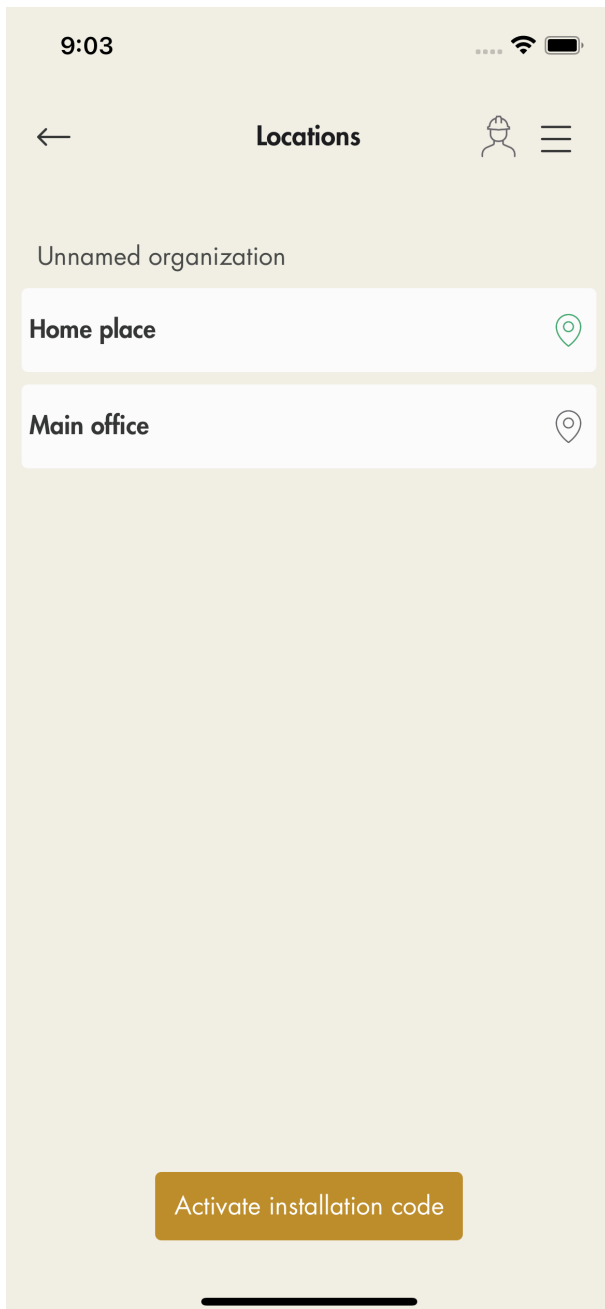 9:03
Locations
Unnamed organization
Home place
Main office
Activate installation code